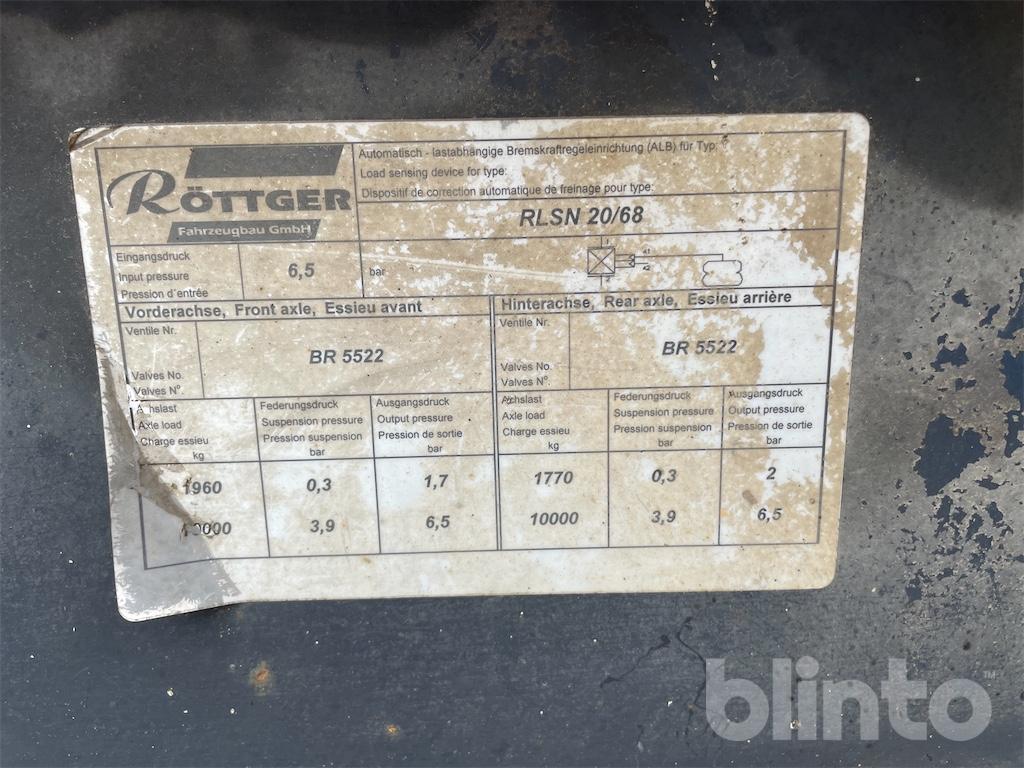 RÖTTGER
Fahrzeugbau GmbH
Automatisch - lastabhängige Bremskraftregeleinrichtung (ALB) für Typ:
Load sensing device for type:
Dispositif de correction automatique de freinage pour type:
RLSN 20/68
Eingangsdruck
Input pressure
Pression d´entrée
6,5
bar
Vorderachse, Front axle, Essieu avant
Ventile Nr.
Valves No.
Valves N°.
BR 5522
Achslast
Axle load
Charge essieu
kg
Federungsdruck
Suspension pressure
Pression suspension
bar
Ausgangsdruck
Output pressure
Pression de sortie
bar
1960 0,3 1,7
10000 3,9 6,5
Hinterachse, Rear axle, Essieu arrière
Ventile Nr.
Valves No.
Valves N°.
BR 5522
Achslast
Axle load
Charge essieu
kg
Federungsdruck
Suspension pressure
Pression suspension
bar
Ausgangsdruck
Output pressure
Pression de sortie
bar
1770 0,3 2
10000 3,9 6,5
blinto™